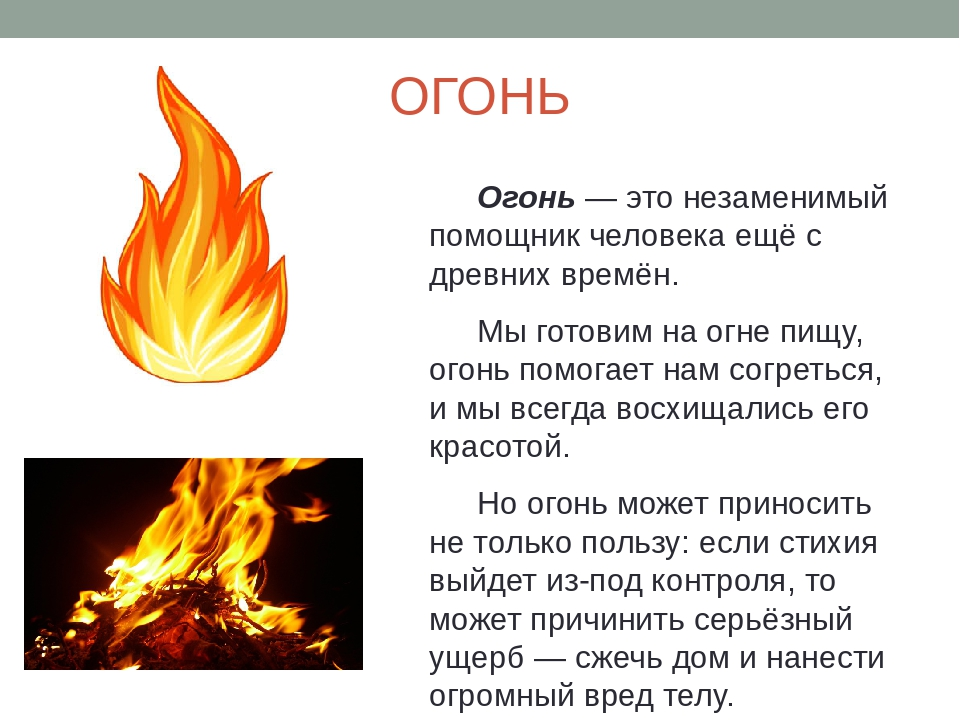 ОГОНЬ
Огонь — это незаменимый
помощник человека ещё с
древних времён.
Мы готовим на огне пищу,
огонь помогает нам согреться,
и мы всегда восхищались его
красотой.
Но огонь может приносить
не только пользу: если стихия
выйдет из-под контроля, то
может причинить серьёзный
ущерб — сжечь дом и нанести
огромный вред телу.